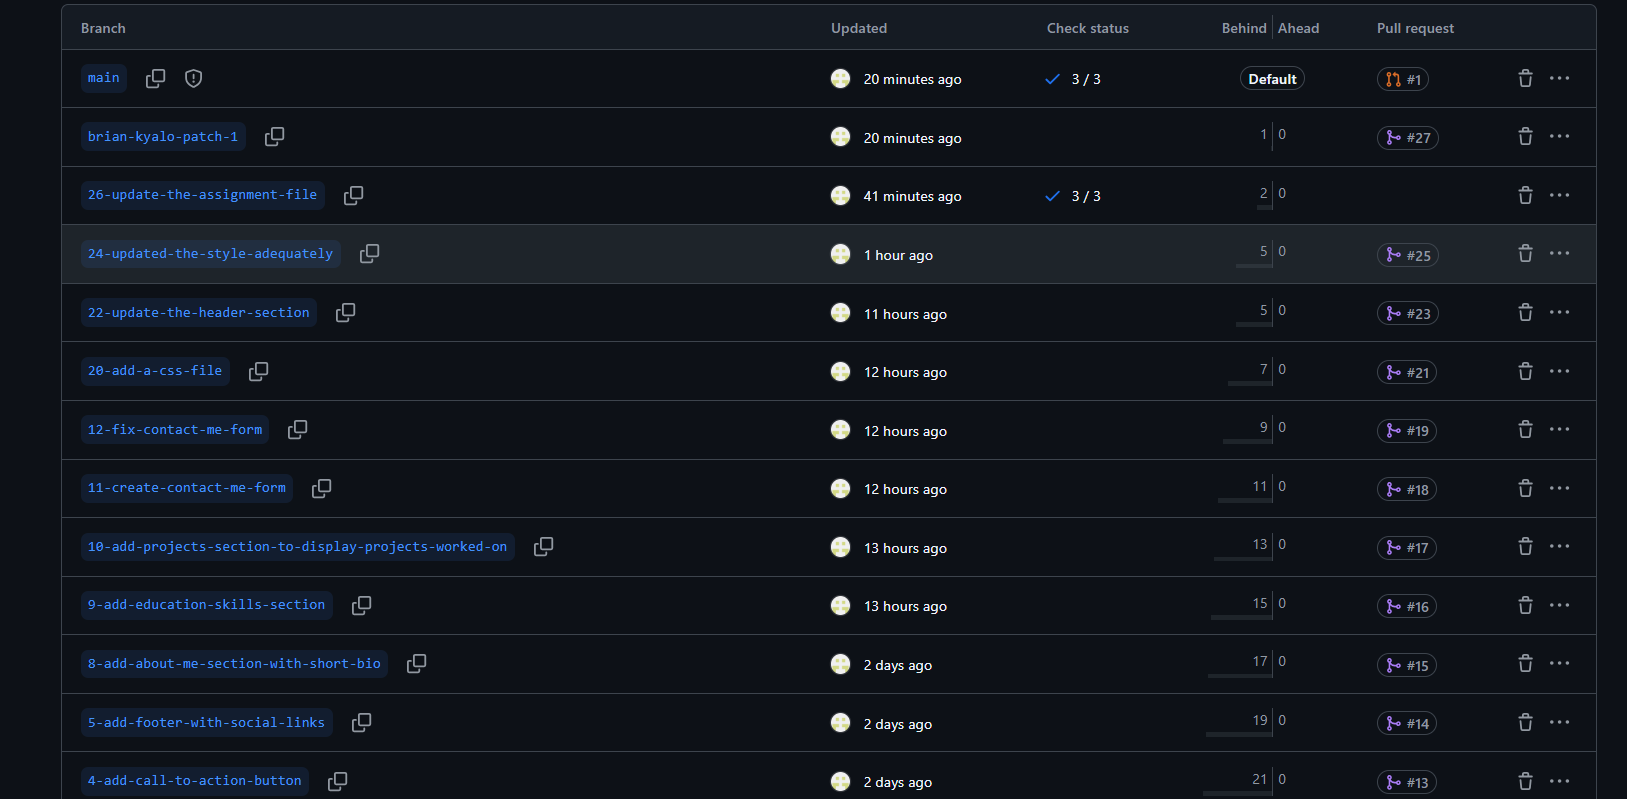 Branch Updated Check status Behind Ahead Pull request
main 20 minutes ago 3 / 3 Default #1
brian-kyalo-patch-1 20 minutes ago 1 0 #27
26-update-the-assignment-file 41 minutes ago 3 / 3 2 0
24-updated-the-style-adequately 1 hour ago 5 0 #25
22-update-the-header-section 11 hours ago 5 0 #23
20-add-a-css-file 12 hours ago 7 0 #21
12-fix-contact-me-form 12 hours ago 9 0 #19
11-create-contact-me-form 12 hours ago 11 0 #18
10-add-projects-section-to-display-projects-worked-on 13 hours ago 13 0 #17
9-add-education-skills-section 13 hours ago 15 0 #16
8-add-about-me-section-with-short-bio 2 days ago 17 0 #15
5-add-footer-with-social-links 2 days ago 19 0 #14
4-add-call-to-action-button 2 days ago 21 0 #13